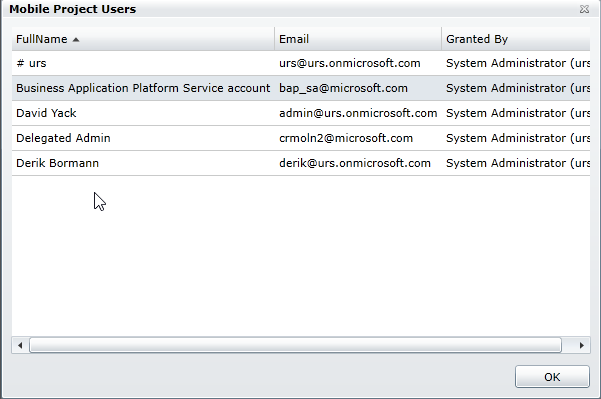 Mobile Project Users
FullName Email Granted By
# urs urs@urs.onmicrosoft.com System Administrator (urs
Business Application Platform Service account bap_sa@microsoft.com System Administrator (urs
David Yack admin@urs.onmicrosoft.com System Administrator (urs
Delegated Admin crmoln2@microsoft.com System Administrator (urs
Derik Bormann derik@urs.onmicrosoft.com System Administrator (urs
OK